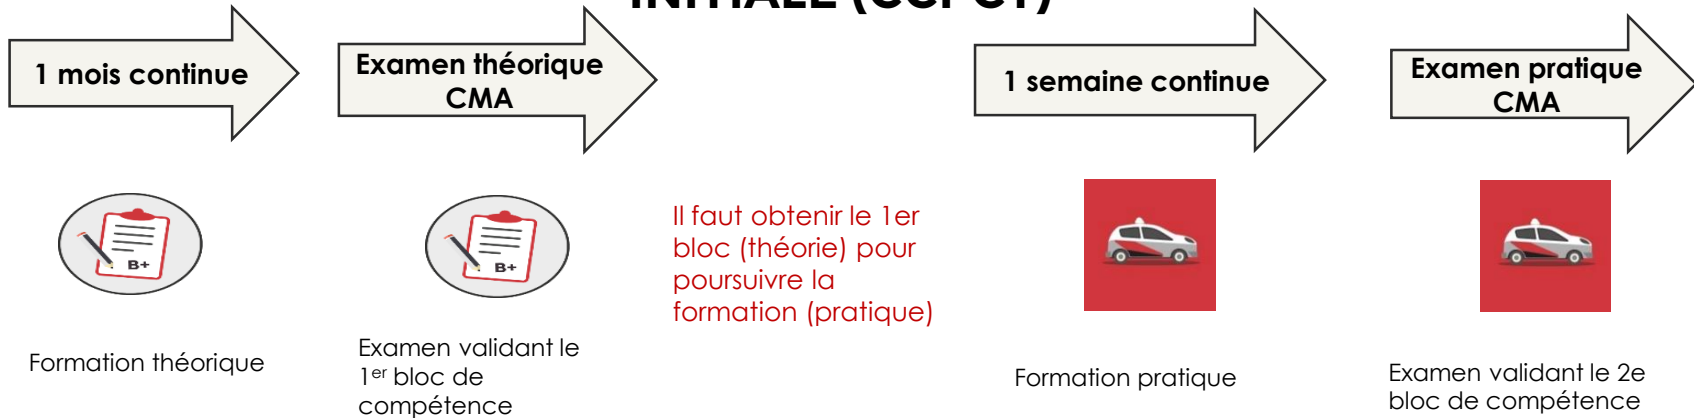 INITIALE (CCPCT)
1 mois continue
Examen théorique
CMA
1 semaine continue
Examen pratique
CMA
B+
B+
Il faut obtenir le 1er
bloc (théorie) pour
poursuivre la
formation (pratique)
Formation théorique
Examen validant le
1er bloc de
compétence
Formation pratique
Examen validant le 2e
bloc de compétence